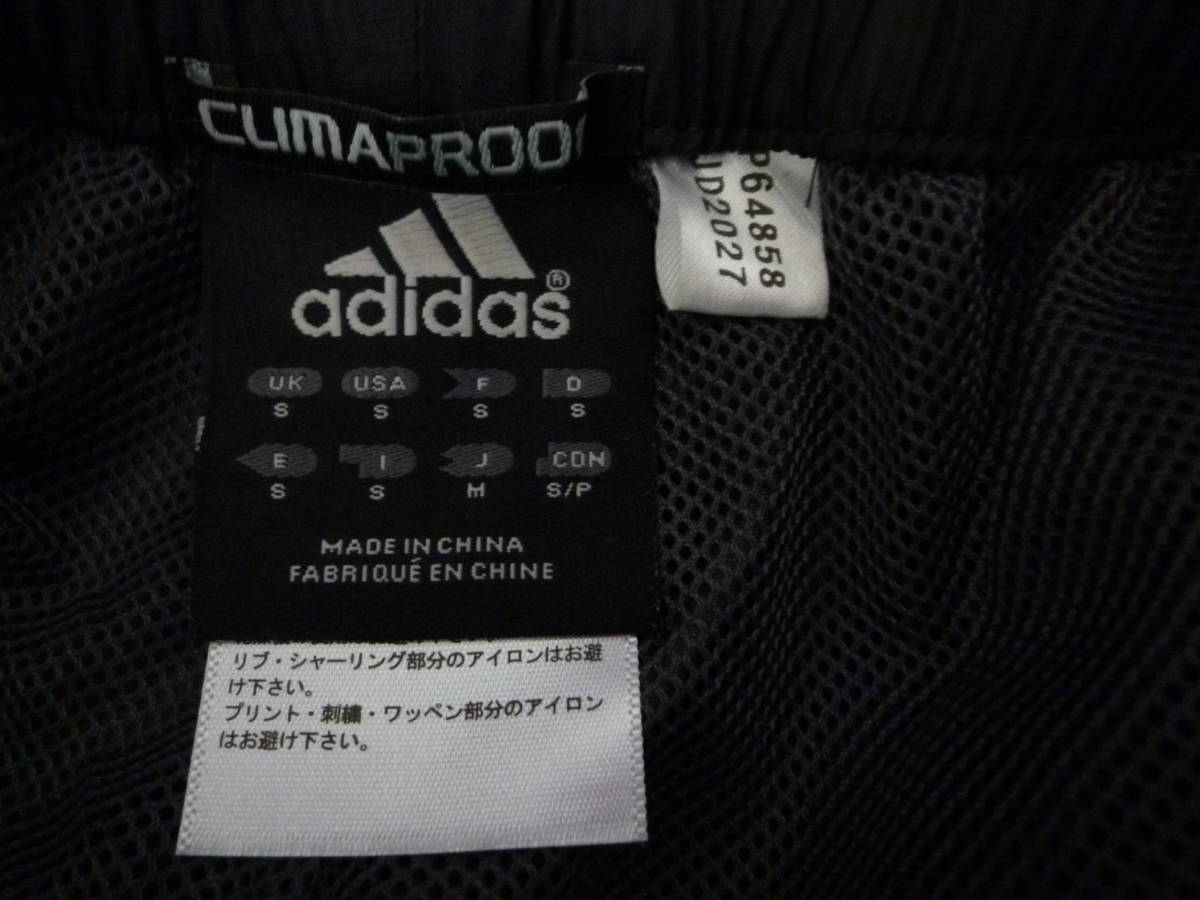 CLIMAPROOF
P64858
JD2027
adidas®
UK USA F D
S S S S
E I J CDN
S S M S/P
MADE IN CHINA
FABRIQUÉ EN CHINE
リブ・シャーリング部分のアイロンはお避
け下さい。
プリント・刺繍・ワッペン部分のアイロン
はお避け下さい。